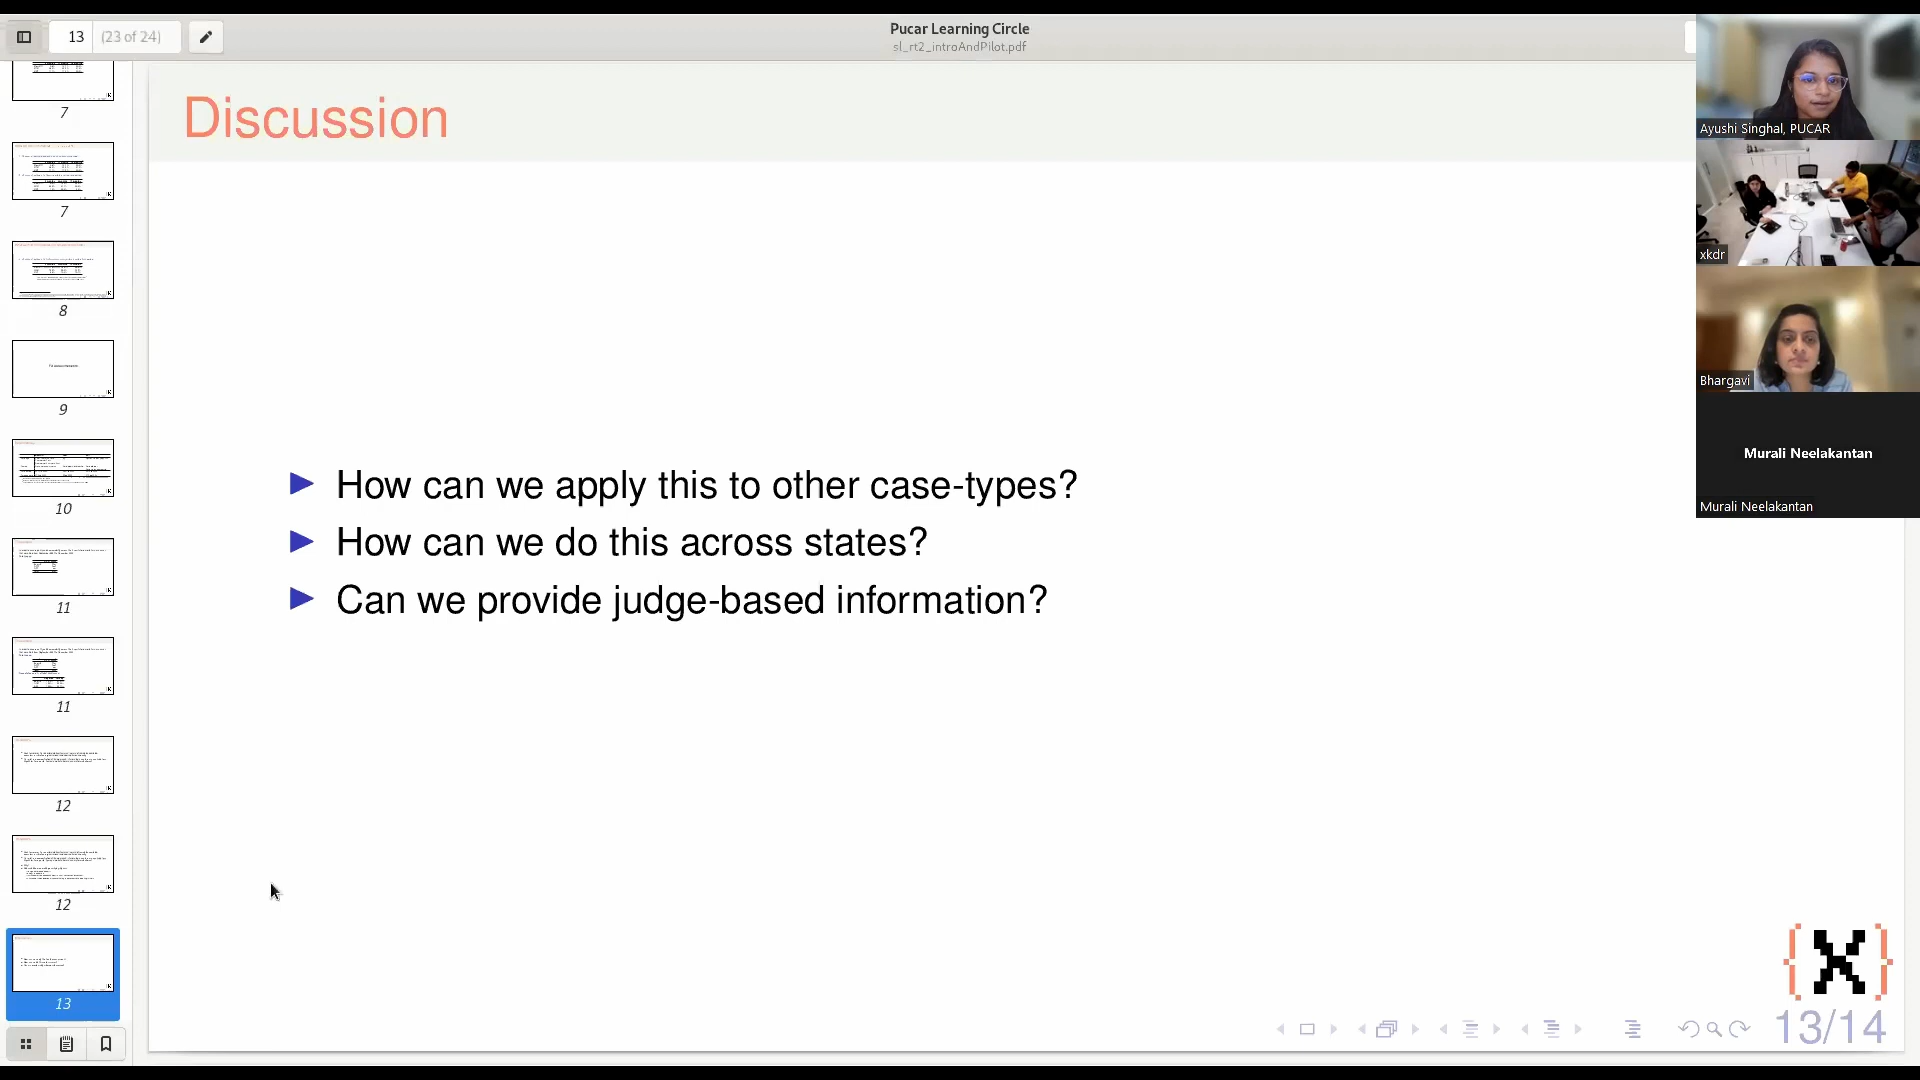 13 (23 of 24)
Pucar Learning Circle
sl_rt2_introAndPilot.pdf
7
7
8
9
10
11
11
12
12
13
Discussion
How can we apply this to other case-types?
How can we do this across states?
Can we provide judge-based information?
X
13/14
Ayushi Singhal, PUCAR
xkdr
Bhargavi
Murali Neelakantan
Murali Neelakantan